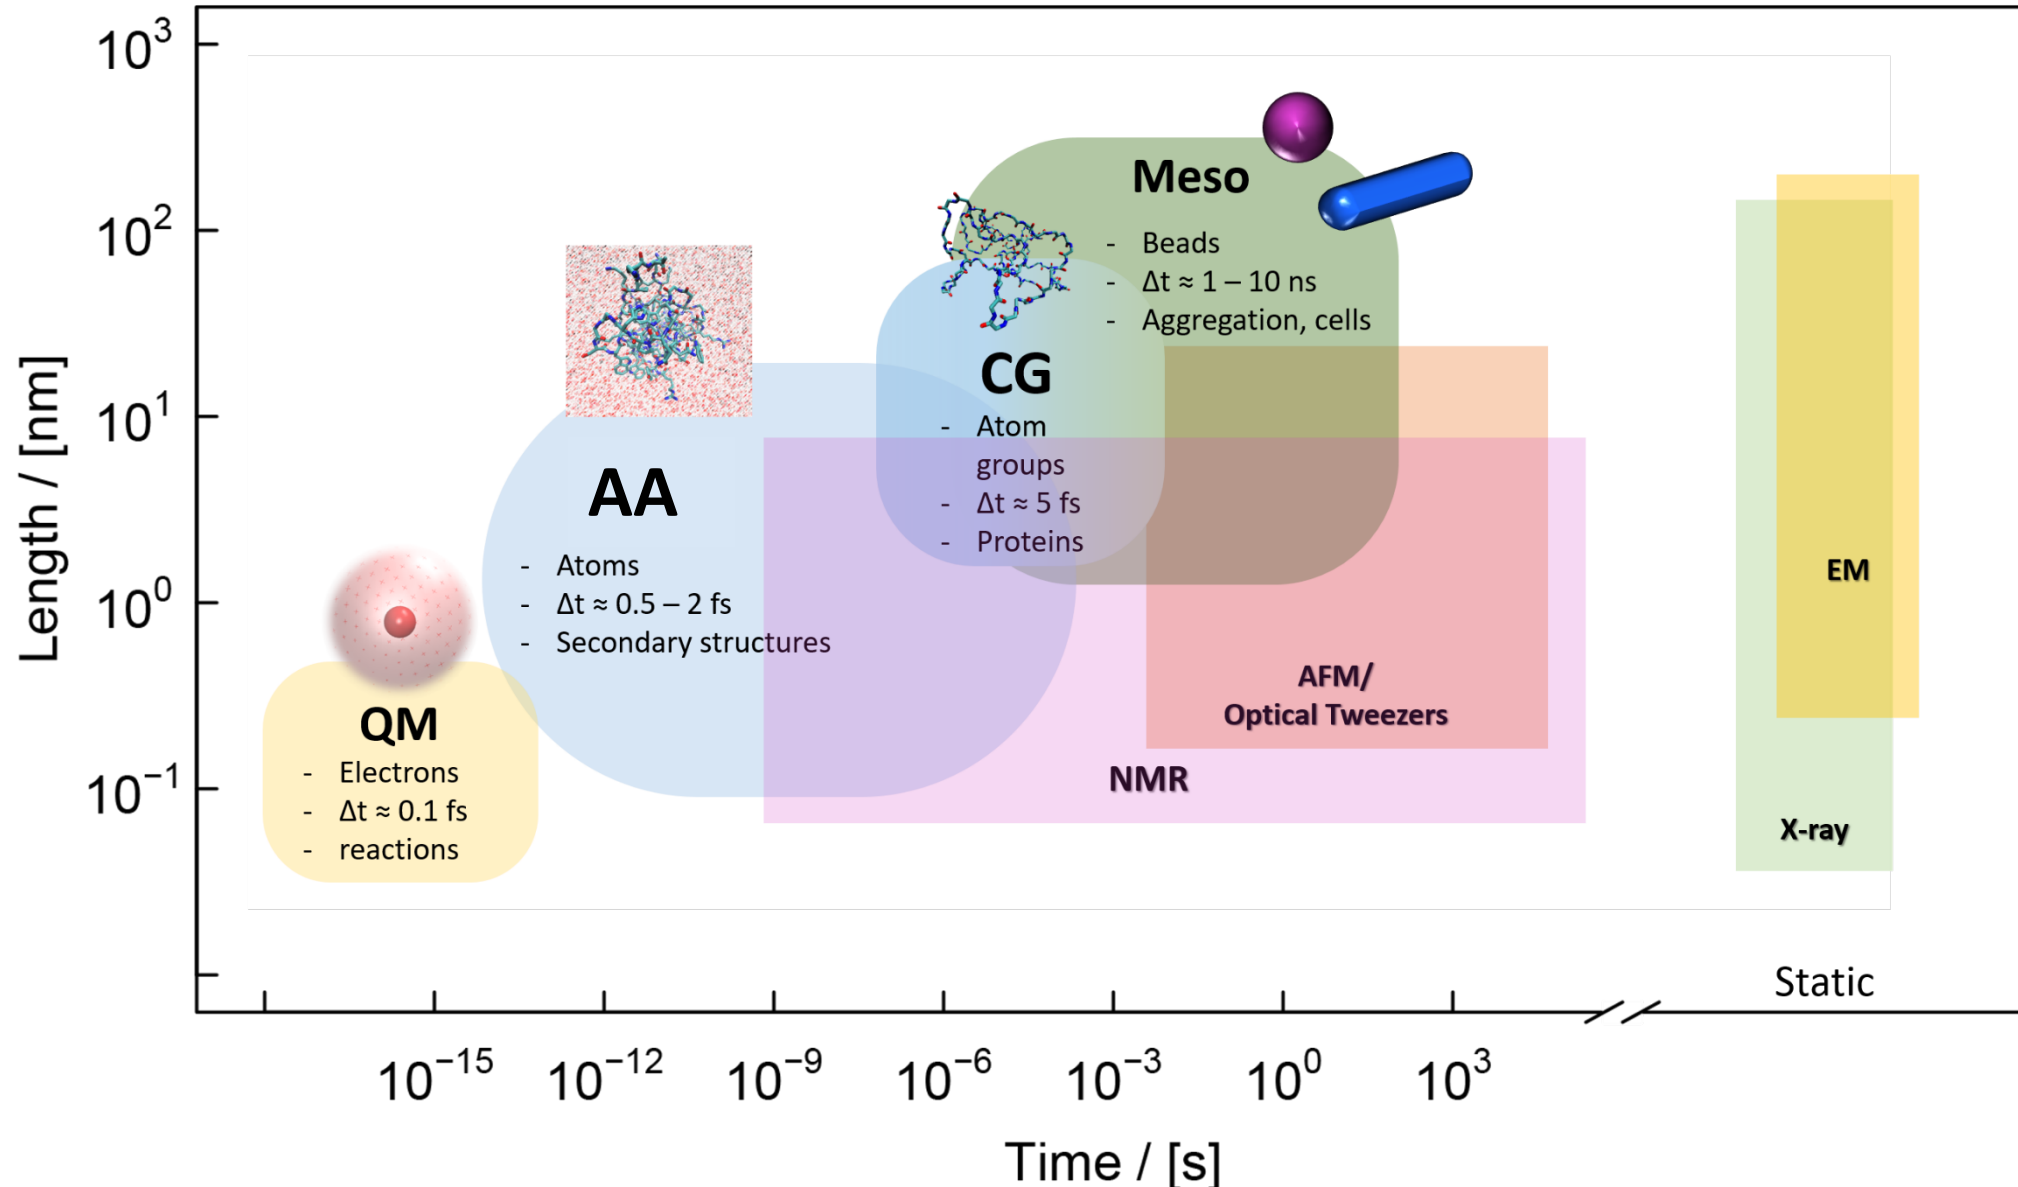 10³
10²
10¹
10⁰
10⁻¹
Length / [nm]
Meso
- Beads
- Δt ≈ 1 – 10 ns
- Aggregation, cells
CG
- Atom
groups
- Δt ≈ 5 fs
- Proteins
AA
- Atoms
- Δt ≈ 0.5 – 2 fs
- Secondary structures
QM
- Electrons
- Δt ≈ 0.1 fs
- reactions
AFM/
Optical Tweezers
NMR
EM
X-ray
Static
10⁻¹⁵ 10⁻¹² 10⁻⁹ 10⁻⁶ 10⁻³ 10⁰ 10³
Time / [s]